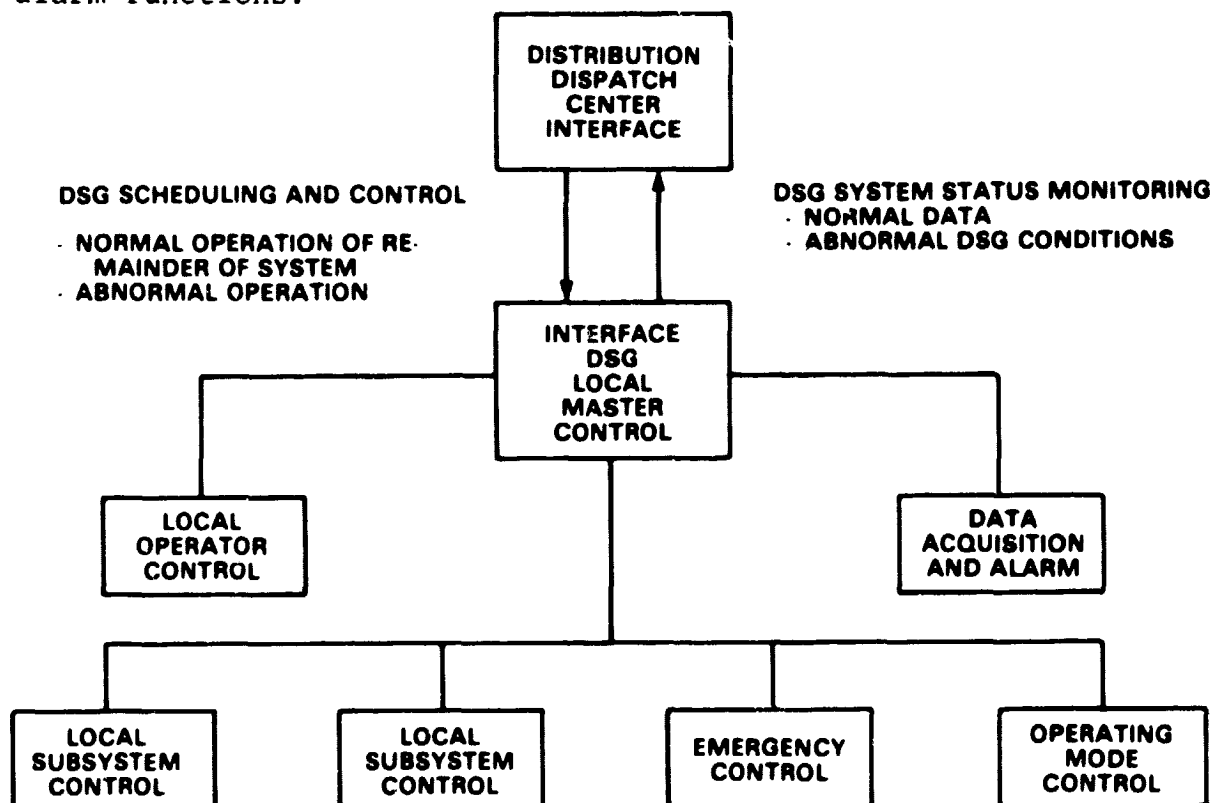 alarm functions.
DISTRIBUTION
DISPATCH
CENTER
INTERFACE
DSG SCHEDULING AND CONTROL
· NORMAL OPERATION OF RE-
MAINDER OF SYSTEM
· ABNORMAL OPERATION
DSG SYSTEM STATUS MONITORING
· NORMAL DATA
· ABNORMAL DSG CONDITIONS
INTERFACE
DSG
LOCAL
MASTER
CONTROL
LOCAL
OPERATOR
CONTROL
DATA
ACQUISITION
AND ALARM
LOCAL
SUBSYSTEM
CONTROL
LOCAL
SUBSYSTEM
CONTROL
EMERGENCY
CONTROL
OPERATING
MODE
CONTROL